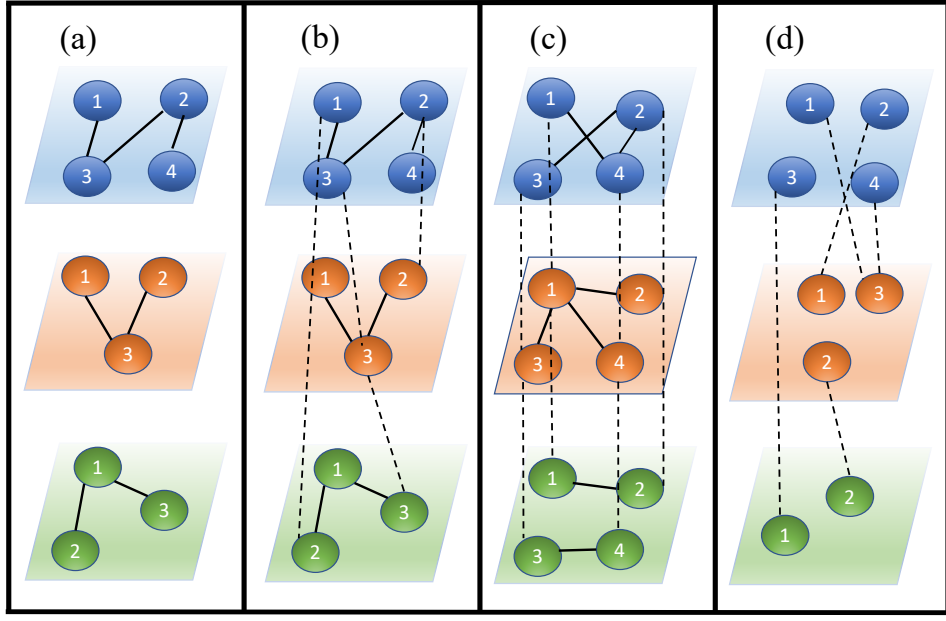 (a) (b) (c) (d)
1 2 1 2 1 2 1 2
3 4 3 4 3 4 3 4
1 2 1 2 1 2 1 3
3 3 3 4 2
1 1 1 2 2
3 3 1
2 2 3 4